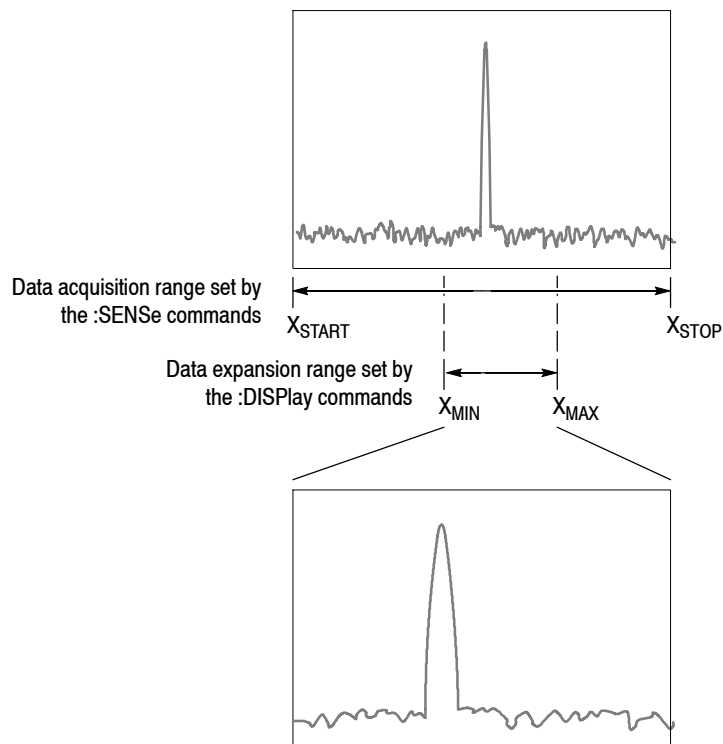 Data acquisition range set by
the :SENSe commands
XSTART
XSTOP
Data expansion range set by
the :DISPlay commands
XMIN
XMAX